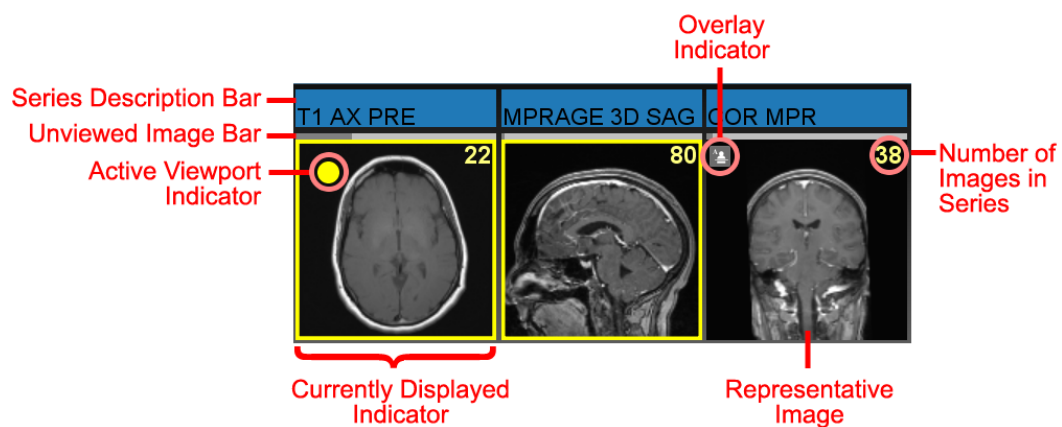 Overlay
Indicator
Series Description Bar
T1 AX PRE
MPRAGE 3D SAG
COR MPR
Unviewed Image Bar
Active Viewport
Indicator
22
80
38
Number of
Images in
Series
Currently Displayed
Indicator
Representative
Image